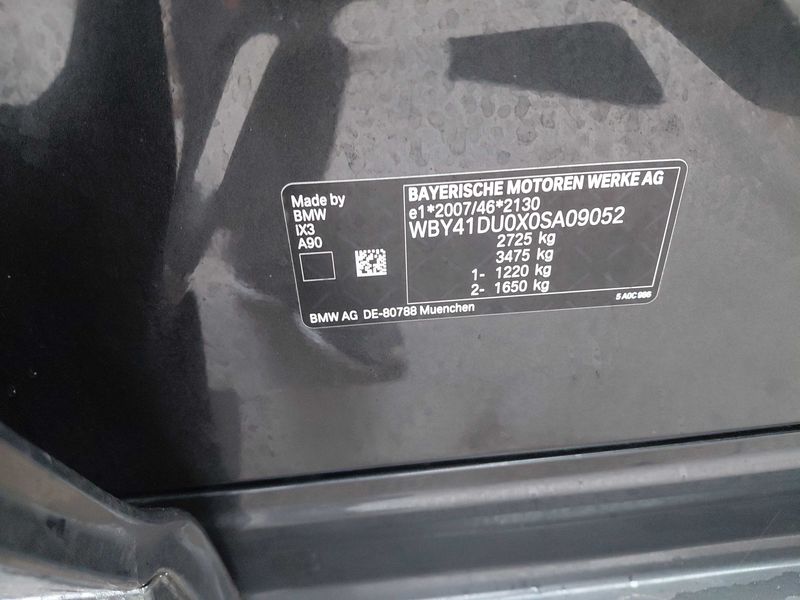 Made by
BMW
IX3
A90
BAYERISCHE MOTOREN WERKE AG
e1*2007/46*2130
WBY41DU0X0SA09052
2725 kg
3475 kg
1- 1220 kg
2- 1650 kg
BMW AG DE-80788 Muenchen